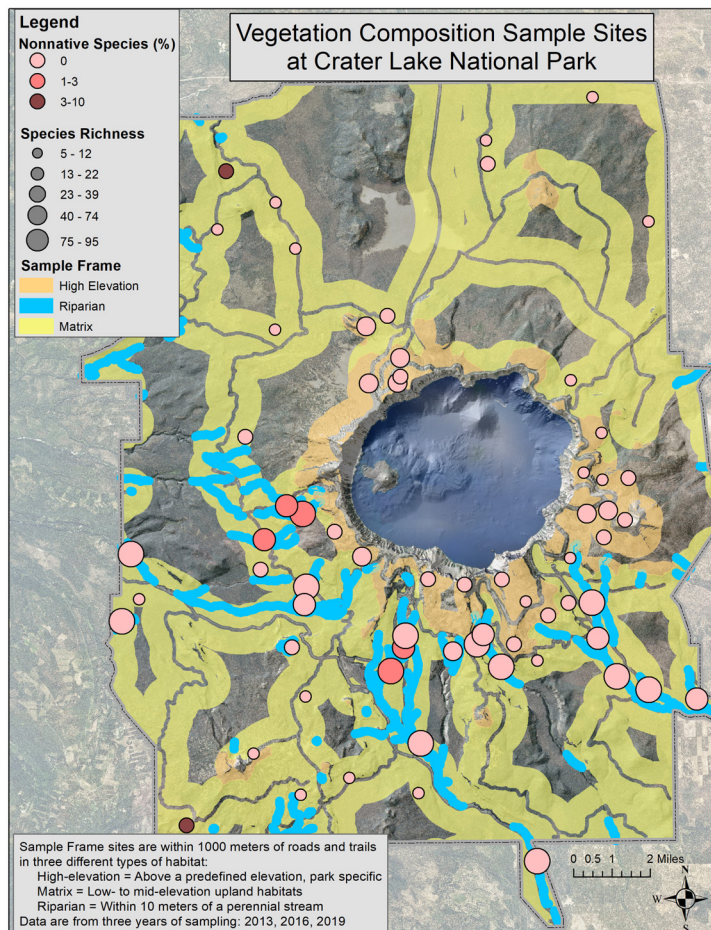 Vegetation Composition Sample Sites
at Crater Lake National Park
Legend
Nonnative Species (%)
0
1-3
3-10
Species Richness
5 - 12
13 - 22
23 - 39
40 - 74
75 - 95
Sample Frame
High Elevation
Riparian
Matrix
Sample Frame sites are within 1000 meters of roads and trails
in three different types of habitat:
High-elevation = Above a predefined elevation, park specific
Matrix = Low- to mid-elevation upland habitats
Riparian = Within 10 meters of a perennial stream
Data are from three years of sampling: 2013, 2016, 2019
0 0.5 1 2 Miles
N
W E
S